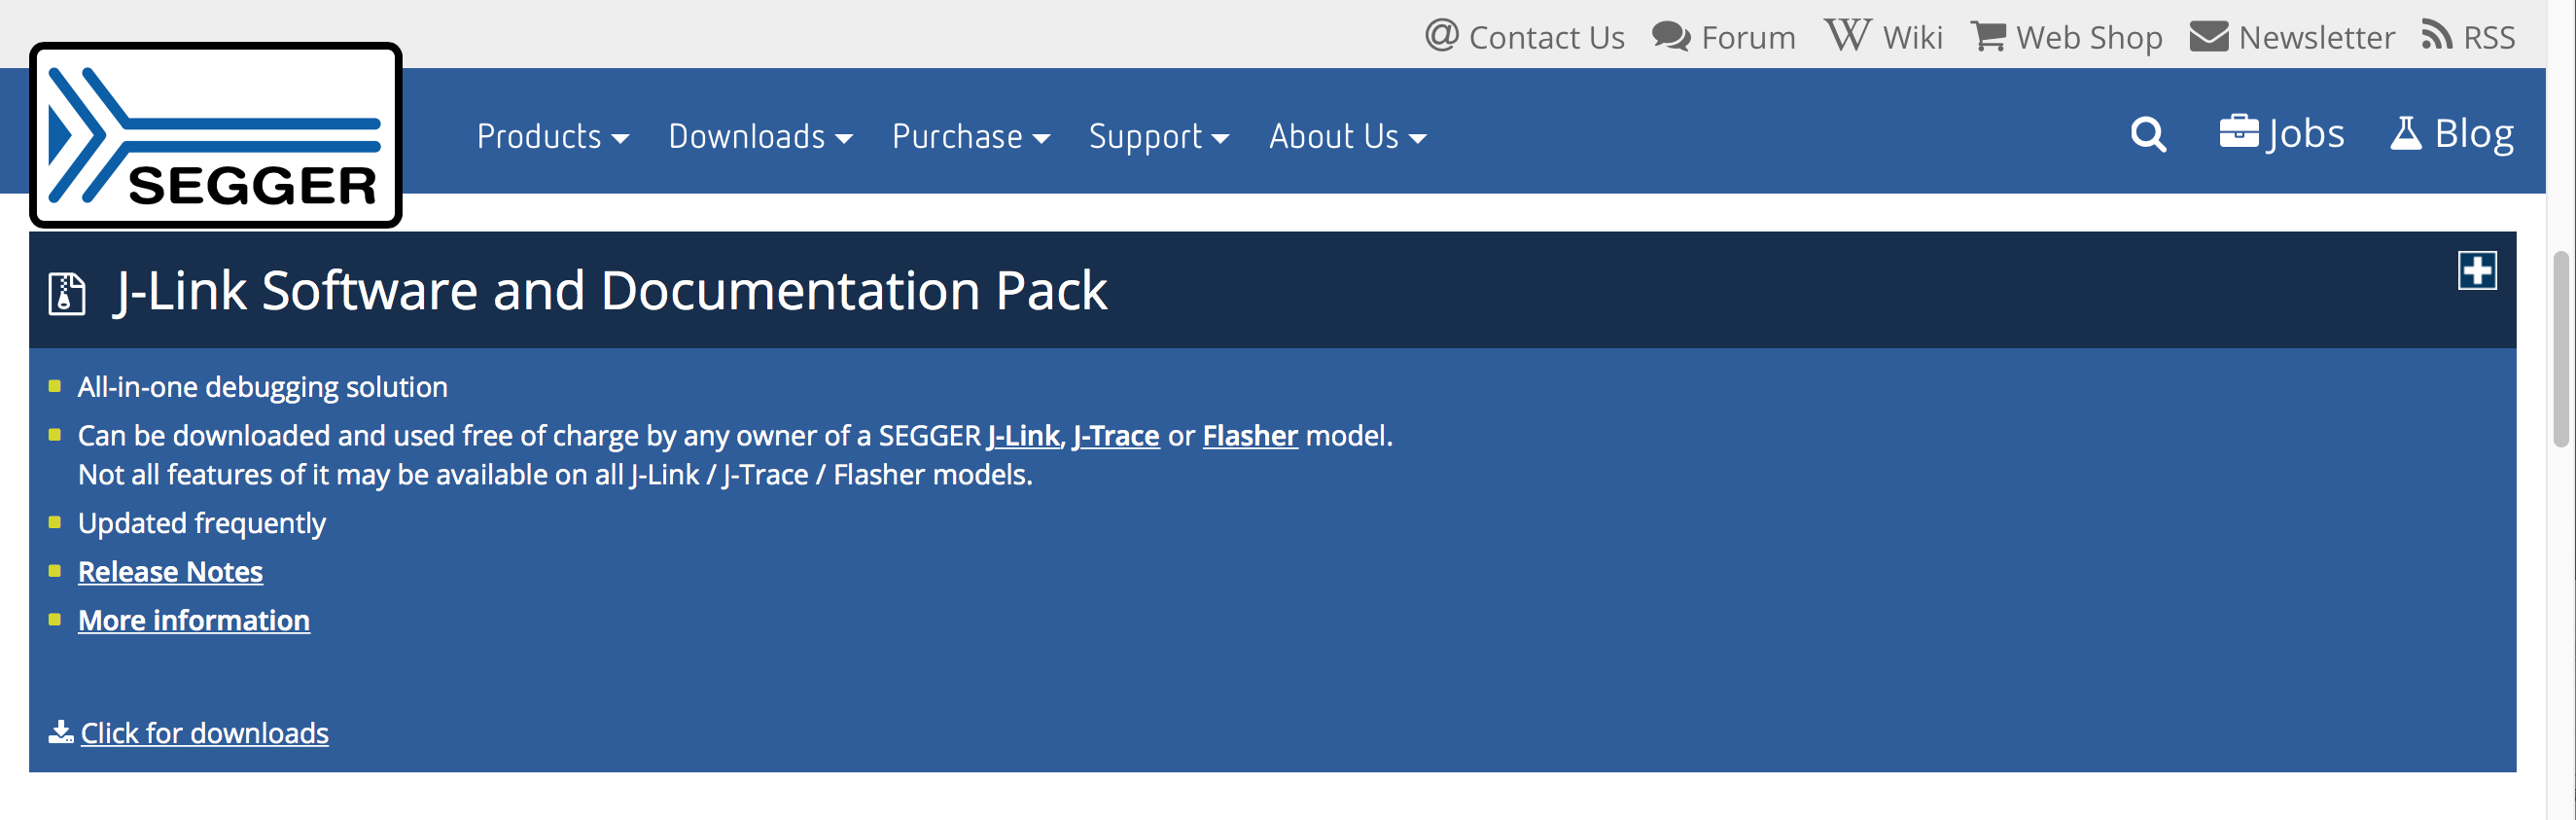 @ Contact Us Forum Wiki Web Shop Newsletter RSS
SEGGER
Products Downloads Purchase Support About Us Jobs Blog
J-Link Software and Documentation Pack
All-in-one debugging solution
Can be downloaded and used free of charge by any owner of a SEGGER J-Link, J-Trace or Flasher model.
Not all features of it may be available on all J-Link / J-Trace / Flasher models.
Updated frequently
Release Notes
More information
Click for downloads